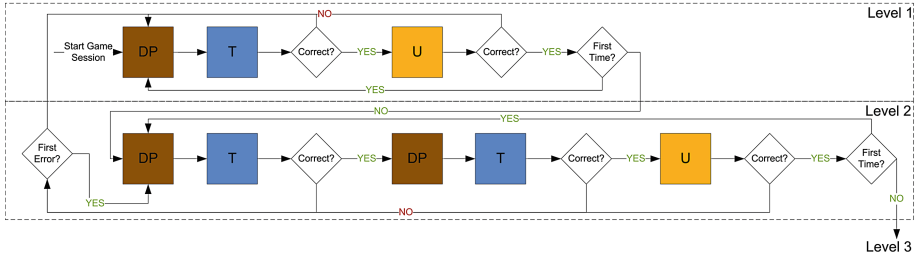 NO
Level 1
Start Game
Session
DP
T
Correct?
YES
U
Correct?
YES
First
Time?
YES
NO
Level 2
YES
First
Error?
DP
T
Correct?
YES
DP
T
Correct?
YES
U
Correct?
YES
First
Time?
YES
NO
NO
Level 3